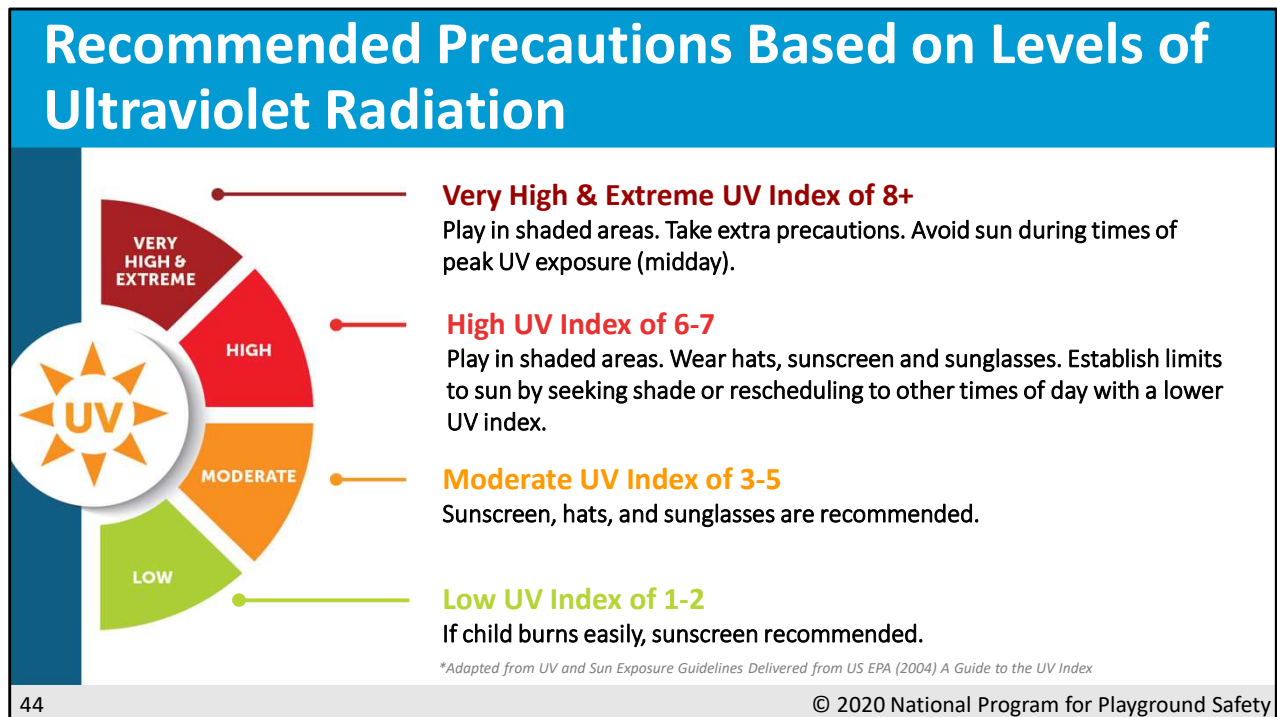 Recommended Precautions Based on Levels of
Ultraviolet Radiation
VERY
HIGH &
EXTREME
HIGH
UV
MODERATE
LOW
Very High & Extreme UV Index of 8+
Play in shaded areas. Take extra precautions. Avoid sun during times of
peak UV exposure (midday).
High UV Index of 6-7
Play in shaded areas. Wear hats, sunscreen and sunglasses. Establish limits
to sun by seeking shade or rescheduling to other times of day with a lower
UV index.
Moderate UV Index of 3-5
Sunscreen, hats, and sunglasses are recommended.
Low UV Index of 1-2
If child burns easily, sunscreen recommended.
*Adapted from UV and Sun Exposure Guidelines Delivered from US EPA (2004) A Guide to the UV Index
44
© 2020 National Program for Playground Safety